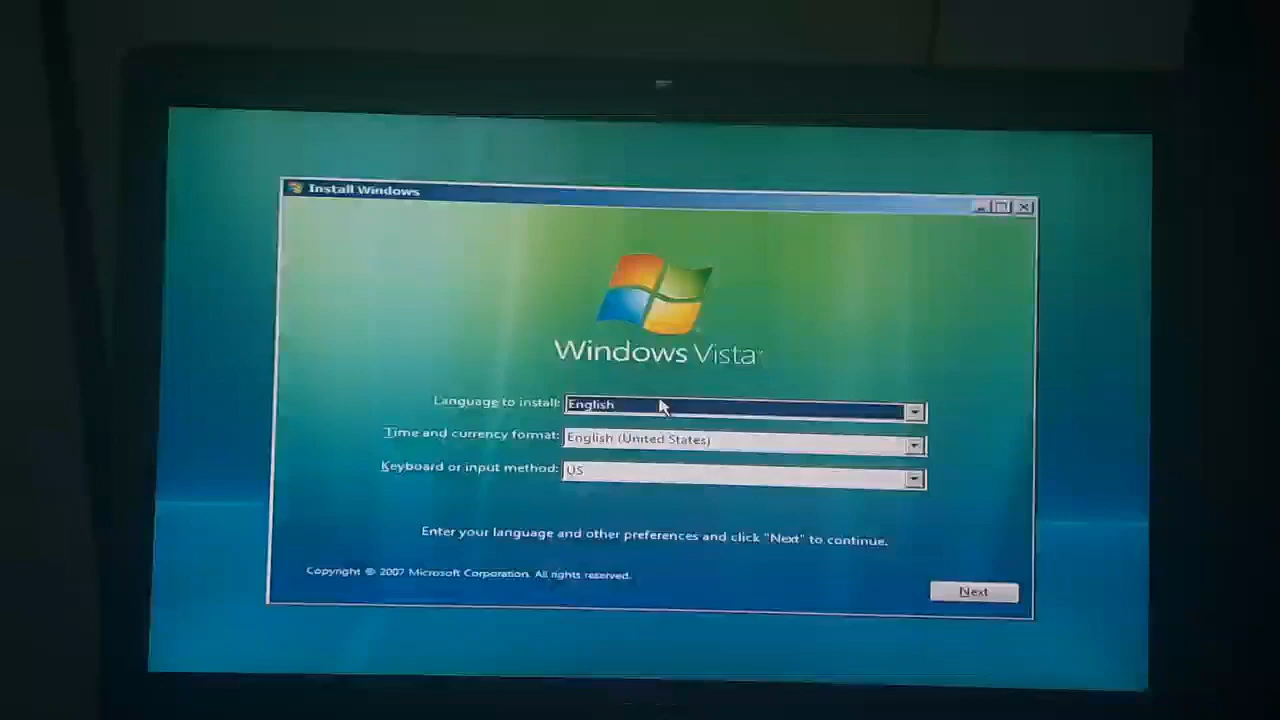 Install Windows
Windows Vista
Language to install: English
Time and currency format: English (United States)
Keyboard or input method: US
Enter your language and other preferences and click "Next" to continue.
Copyright © 2007 Microsoft Corporation. All rights reserved.
Next